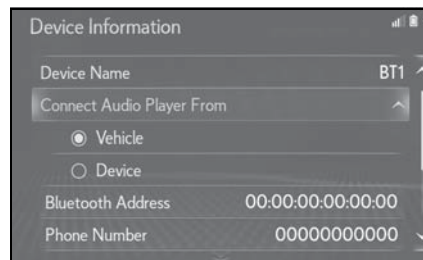 Device Information
Device Name BT1
Connect Audio Player From
Vehicle
Device
Bluetooth Address 00:00:00:00:00:00
Phone Number 00000000000